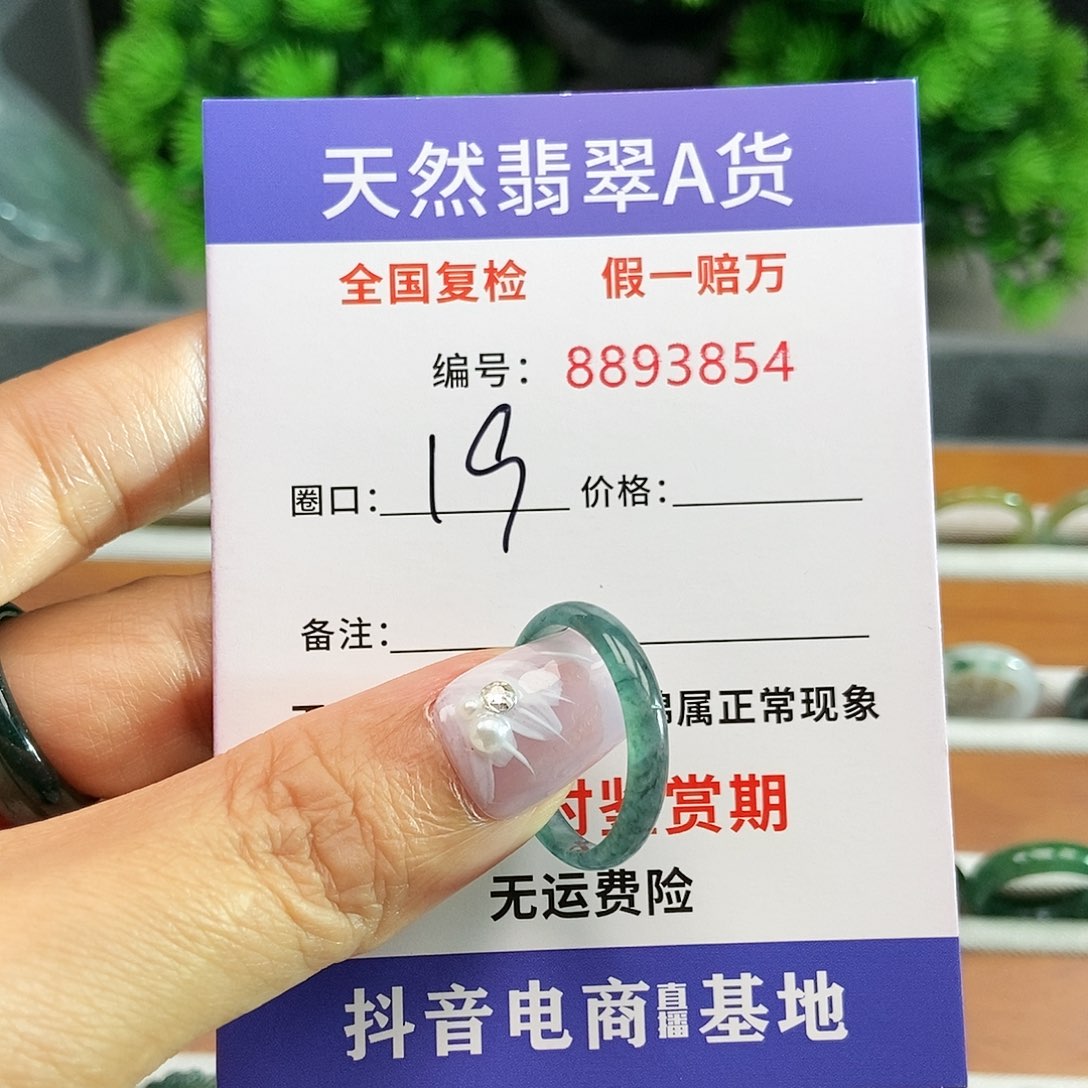 天然翡翠A货
全国复检 假一赔万
编号：8893854
圈口：19 价格：
备注：
属正常现象
赏期
无运费险
抖音电商直播基地